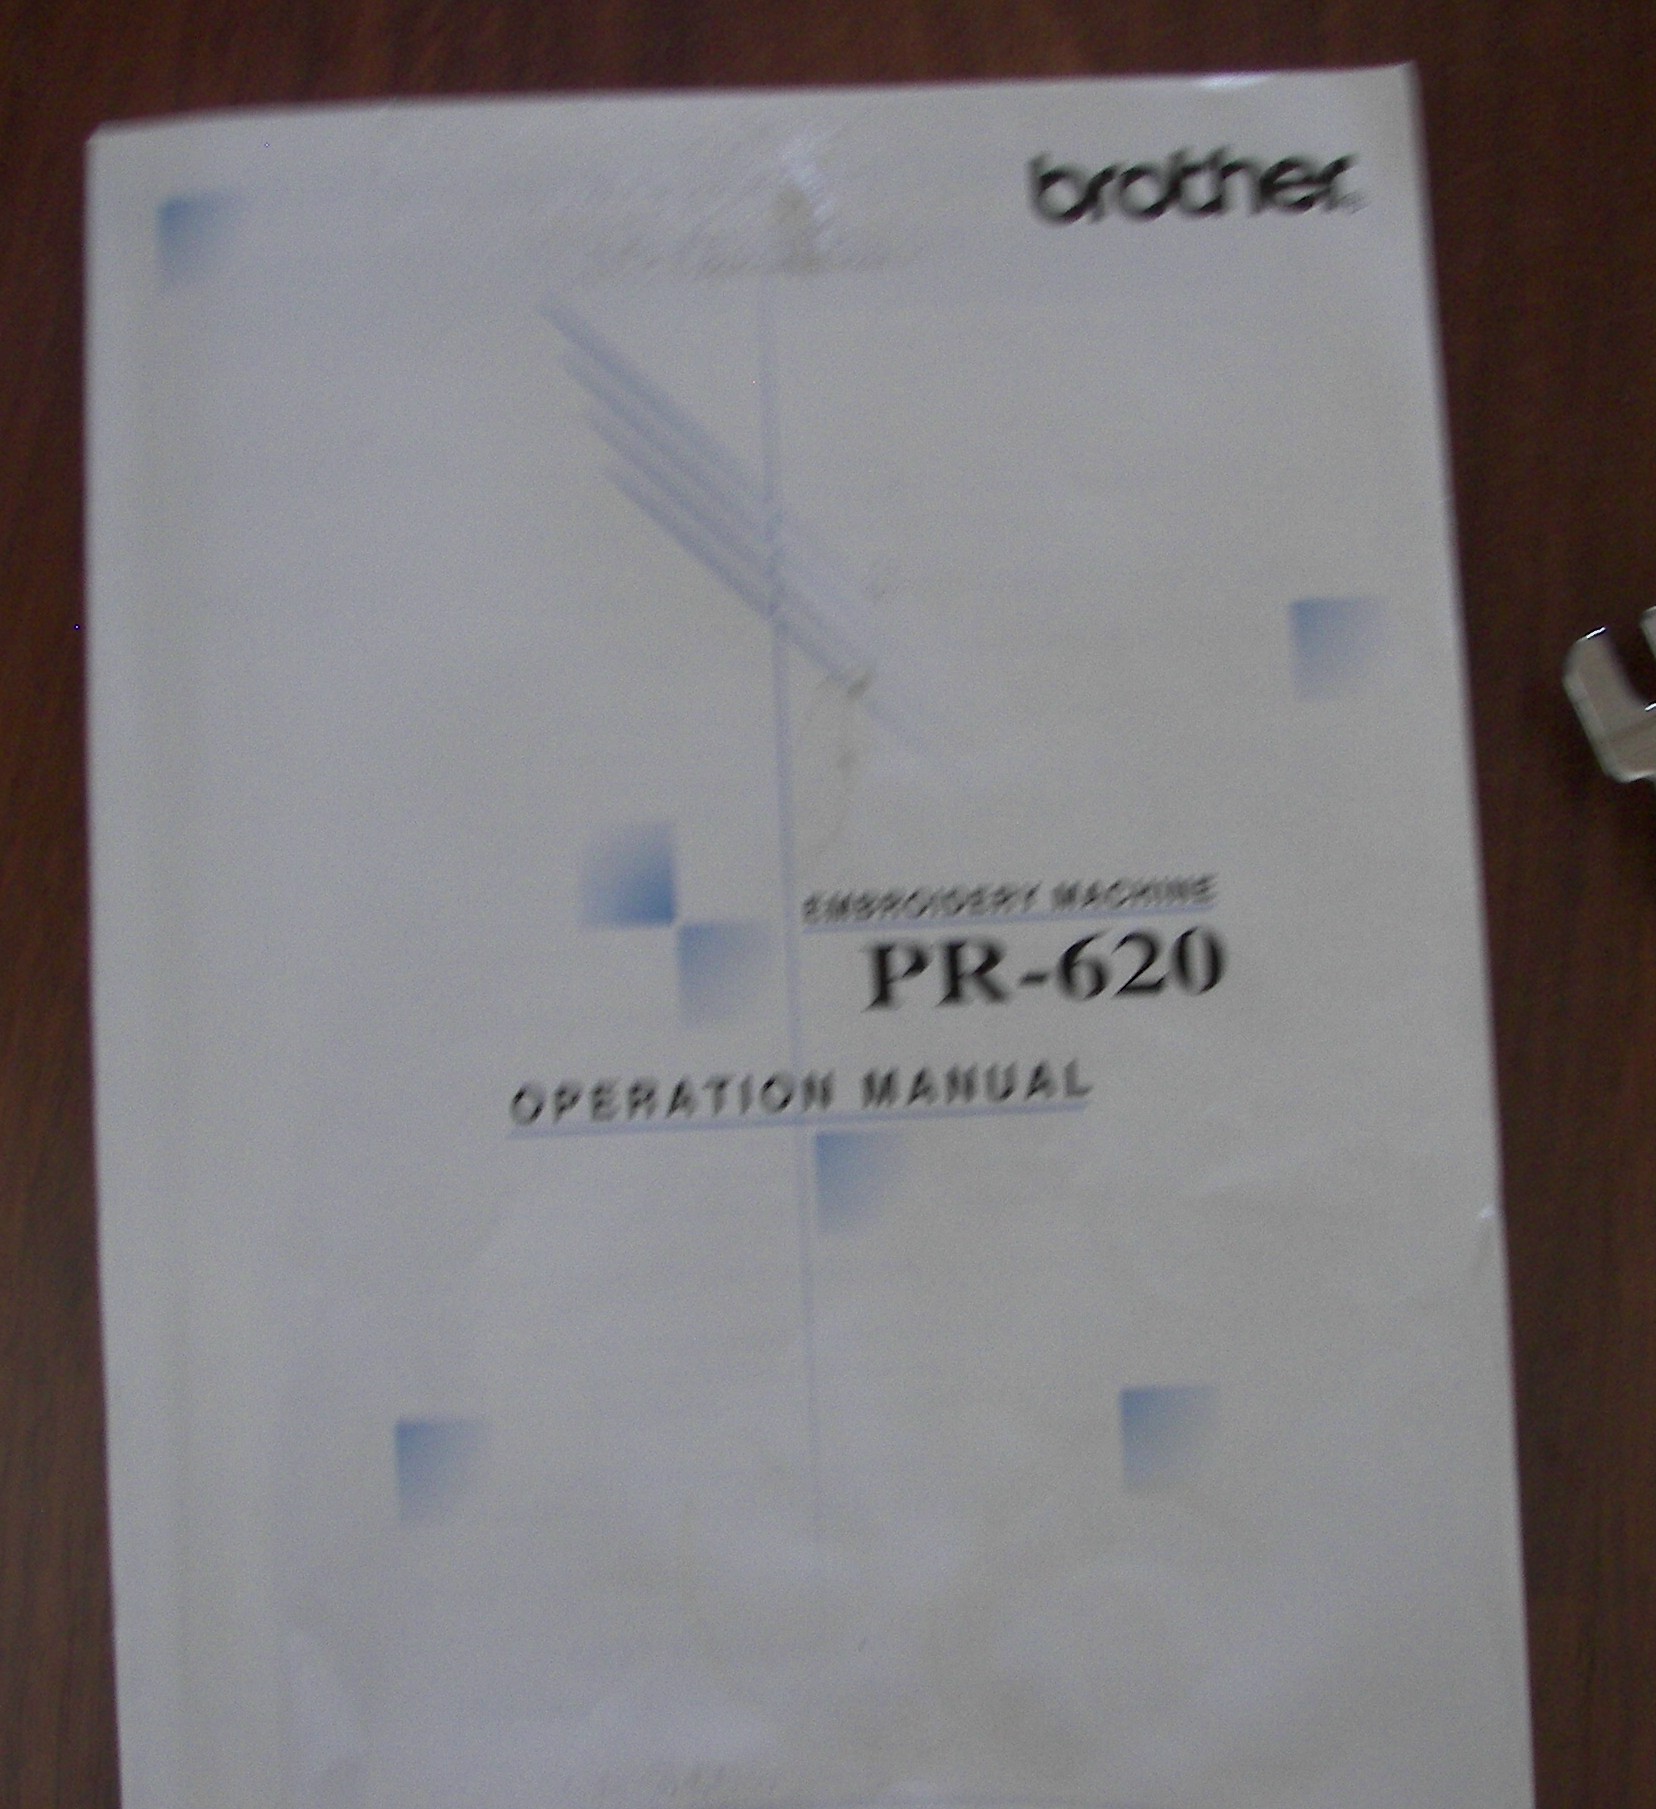 brother
EMBROIDERY MACHINE
PR-620
OPERATION MANUAL